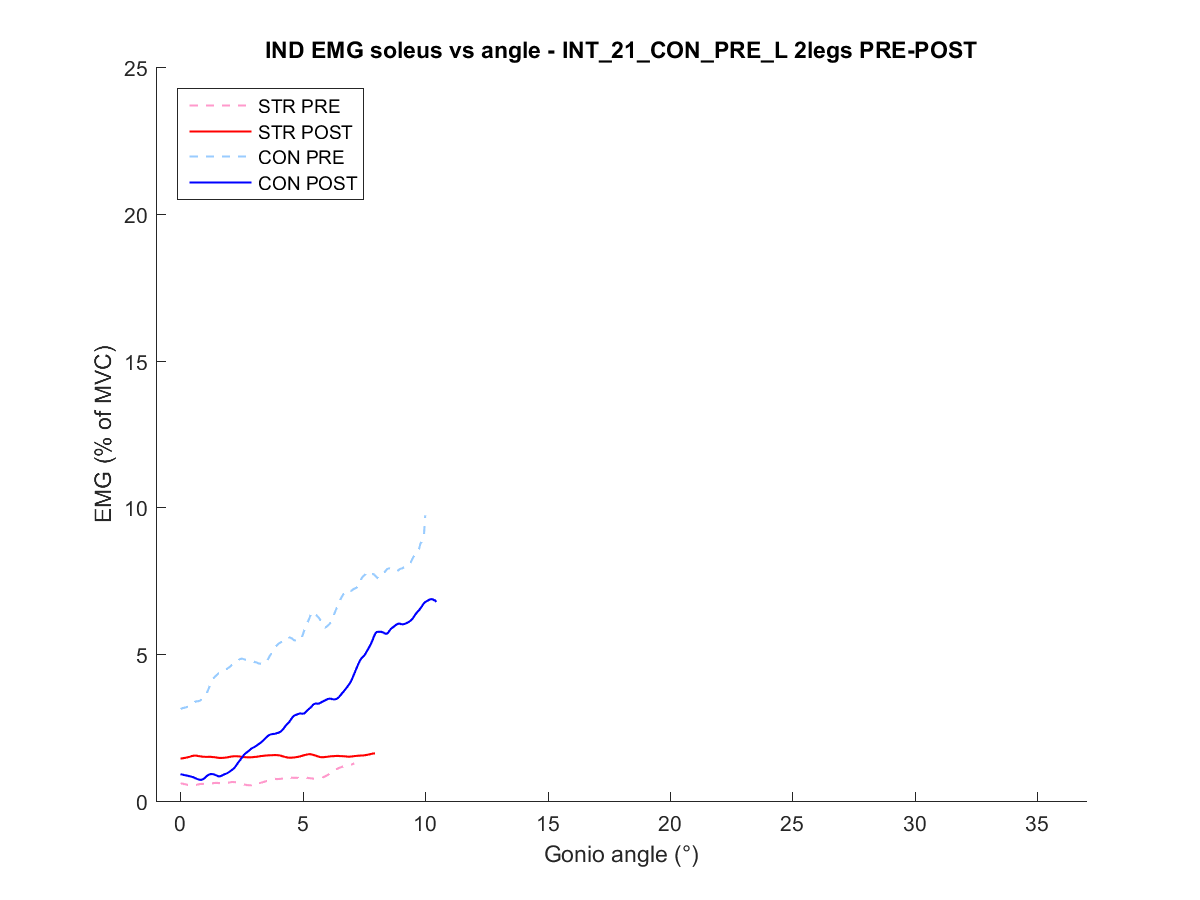 IND EMG soleus vs angle - INT_21_CON_PRE_L 2legs PRE-POST
25
20
15
10
5
0
EMG (% of MVC)
STR PRE
STR POST
CON PRE
CON POST
0 5 10 15 20 25 30 35
Gonio angle (°)